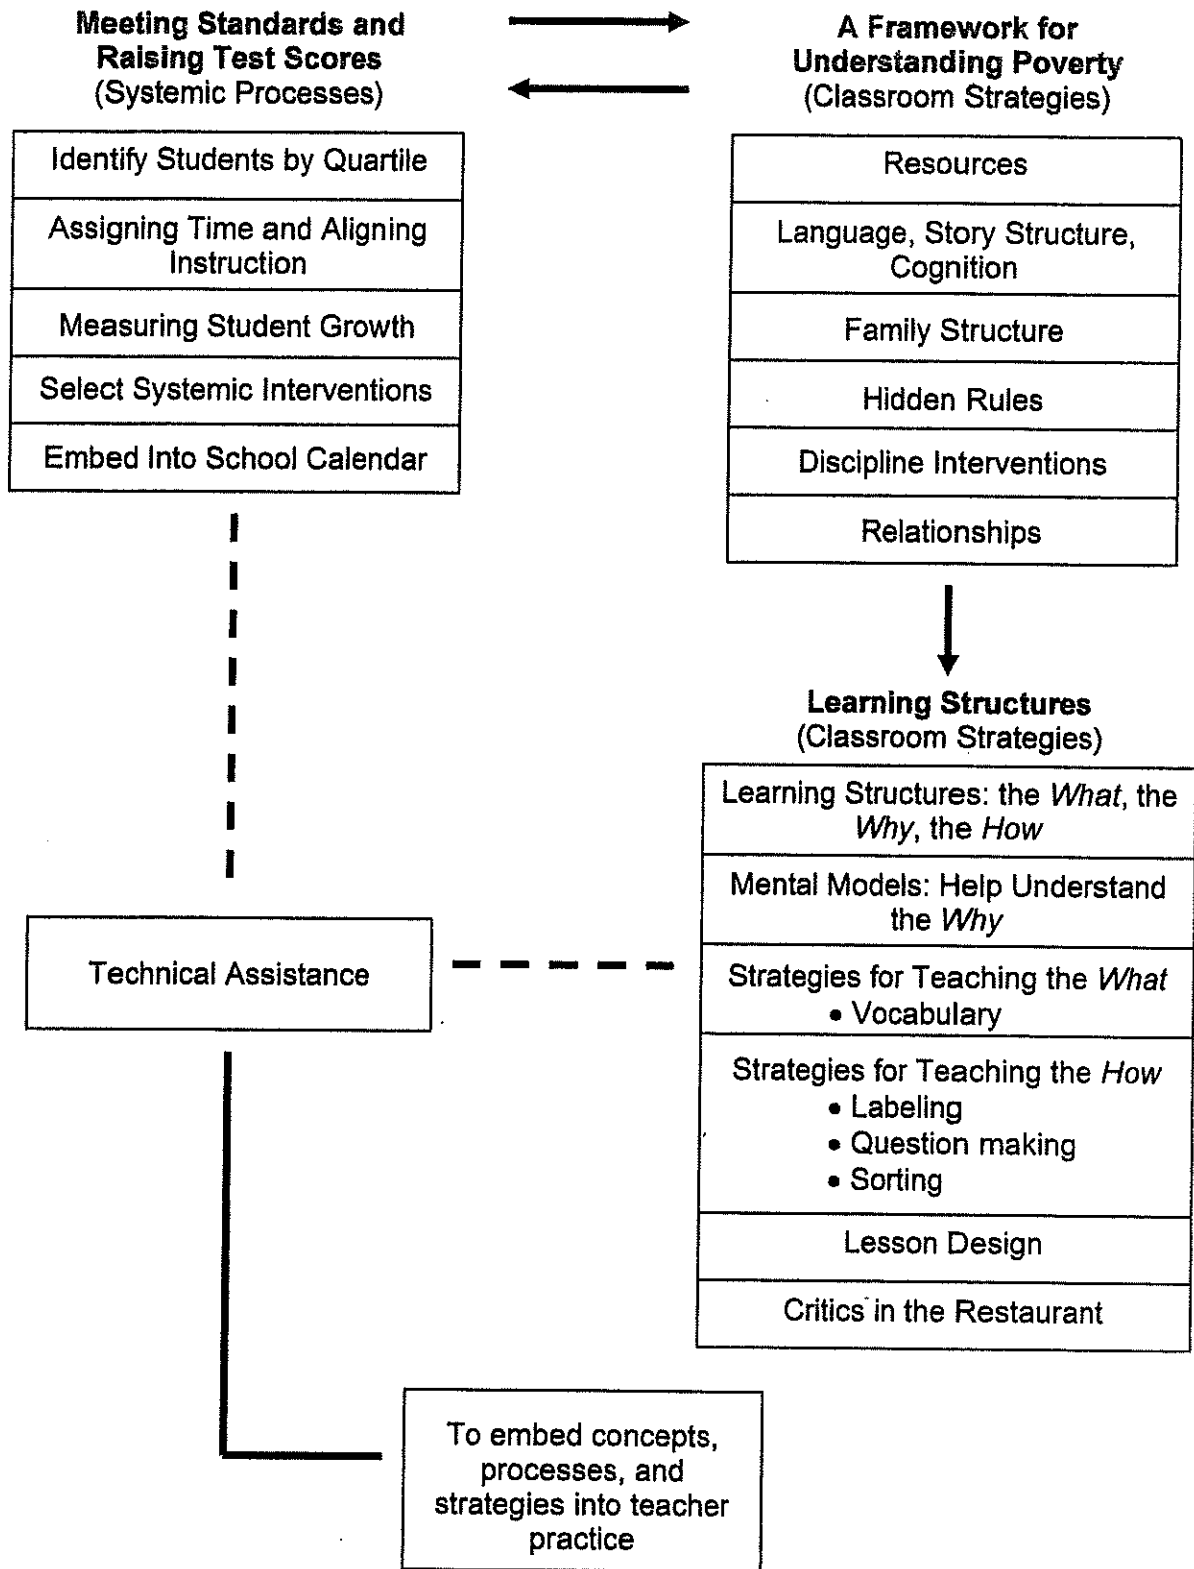 Meeting Standards and
Raising Test Scores
(Systemic Processes)
Identify Students by Quartile
Assigning Time and Aligning
Instruction
Measuring Student Growth
Select Systemic Interventions
Embed Into School Calendar
A Framework for
Understanding Poverty
(Classroom Strategies)
Resources
Language, Story Structure,
Cognition
Family Structure
Hidden Rules
Discipline Interventions
Relationships
Learning Structures
(Classroom Strategies)
Learning Structures: the What, the
Why, the How
Mental Models: Help Understand
the Why
Strategies for Teaching the What
• Vocabulary
Strategies for Teaching the How
• Labeling
• Question making
• Sorting
Lesson Design
Critics in the Restaurant
Technical Assistance
To embed concepts,
processes, and
strategies into teacher
practice